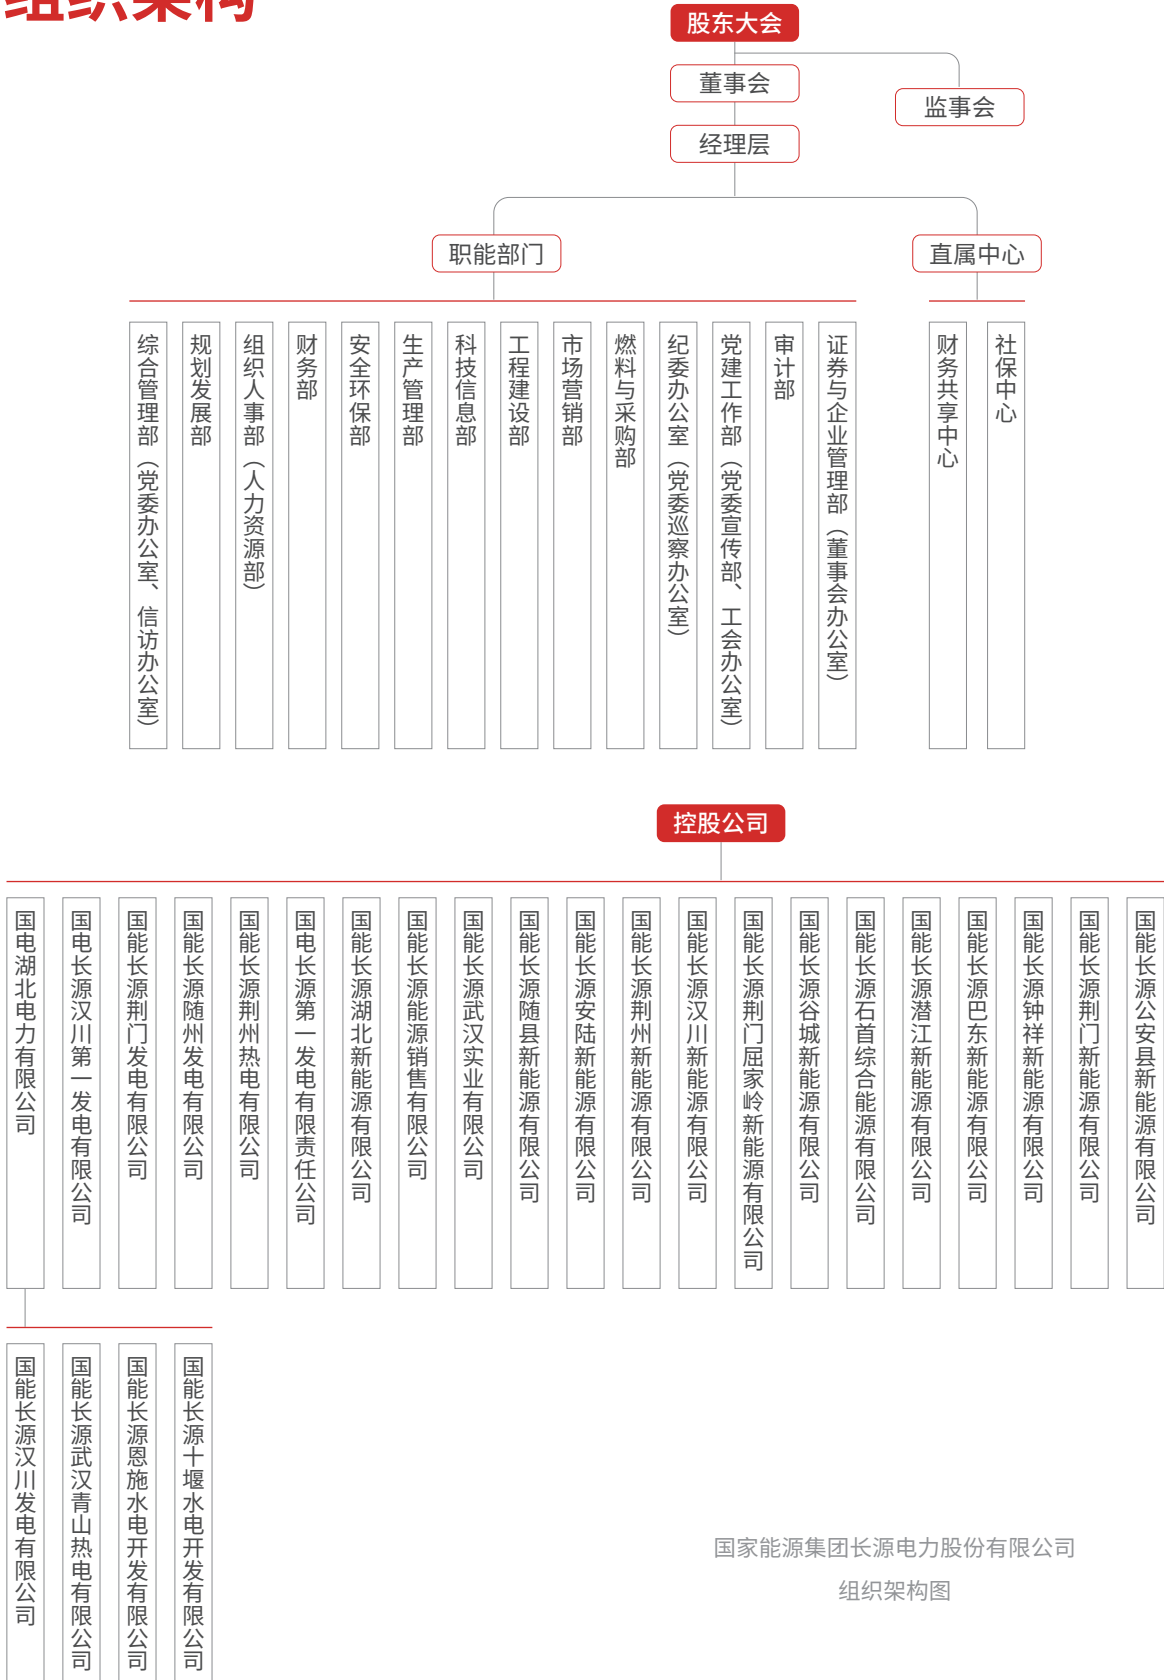 组织架构
股东大会
董事会
监事会
经理层
职能部门
直属中心
综合管理部（党委办公室、信访办公室）
规划发展部
组织人事部（人力资源部）
财务部
安全环保部
生产管理部
科技信息部
工程建设部
市场营销部
燃料与采购部
纪委办公室（党委巡察办公室）
党建工作部（党委宣传部、工会办公室）
审计部
证券与企业管理部（董事会办公室）
财务共享中心
社保中心
控股公司
国电湖北电力有限公司
国电长源汉川第一发电有限公司
国能长源荆门发电有限公司
国能长源随州发电有限公司
国能长源荆州热电有限公司
国电长源第一发电有限责任公司
国能长源湖北新能源有限公司
国能长源能源销售有限公司
国能长源武汉实业有限公司
国能长源随县新能源有限公司
国能长源安陆新能源有限公司
国能长源荆州新能源有限公司
国能长源汉川新能源有限公司
国能长源荆门屈家岭新能源有限公司
国能长源谷城新能源有限公司
国能长源石首综合能源有限公司
国能长源潜江新能源有限公司
国能长源巴东新能源有限公司
国能长源钟祥新能源有限公司
国能长源荆门新能源有限公司
国能长源公安县新能源有限公司
国能长源汉川发电有限公司
国能长源武汉青山热电有限公司
国能长源恩施水电开发有限公司
国能长源十堰水电开发有限公司
国家能源集团长源电力股份有限公司
组织架构图